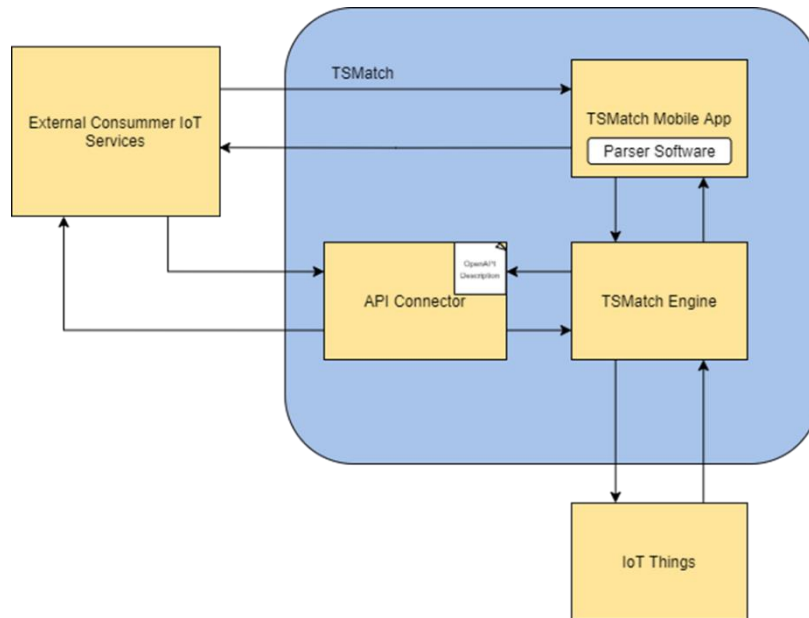 TSMatch
External Consummer IoT
Services
TSMatch Mobile App
Parser Software
OpenAPI
Description
API Connector
TSMatch Engine
IoT Things